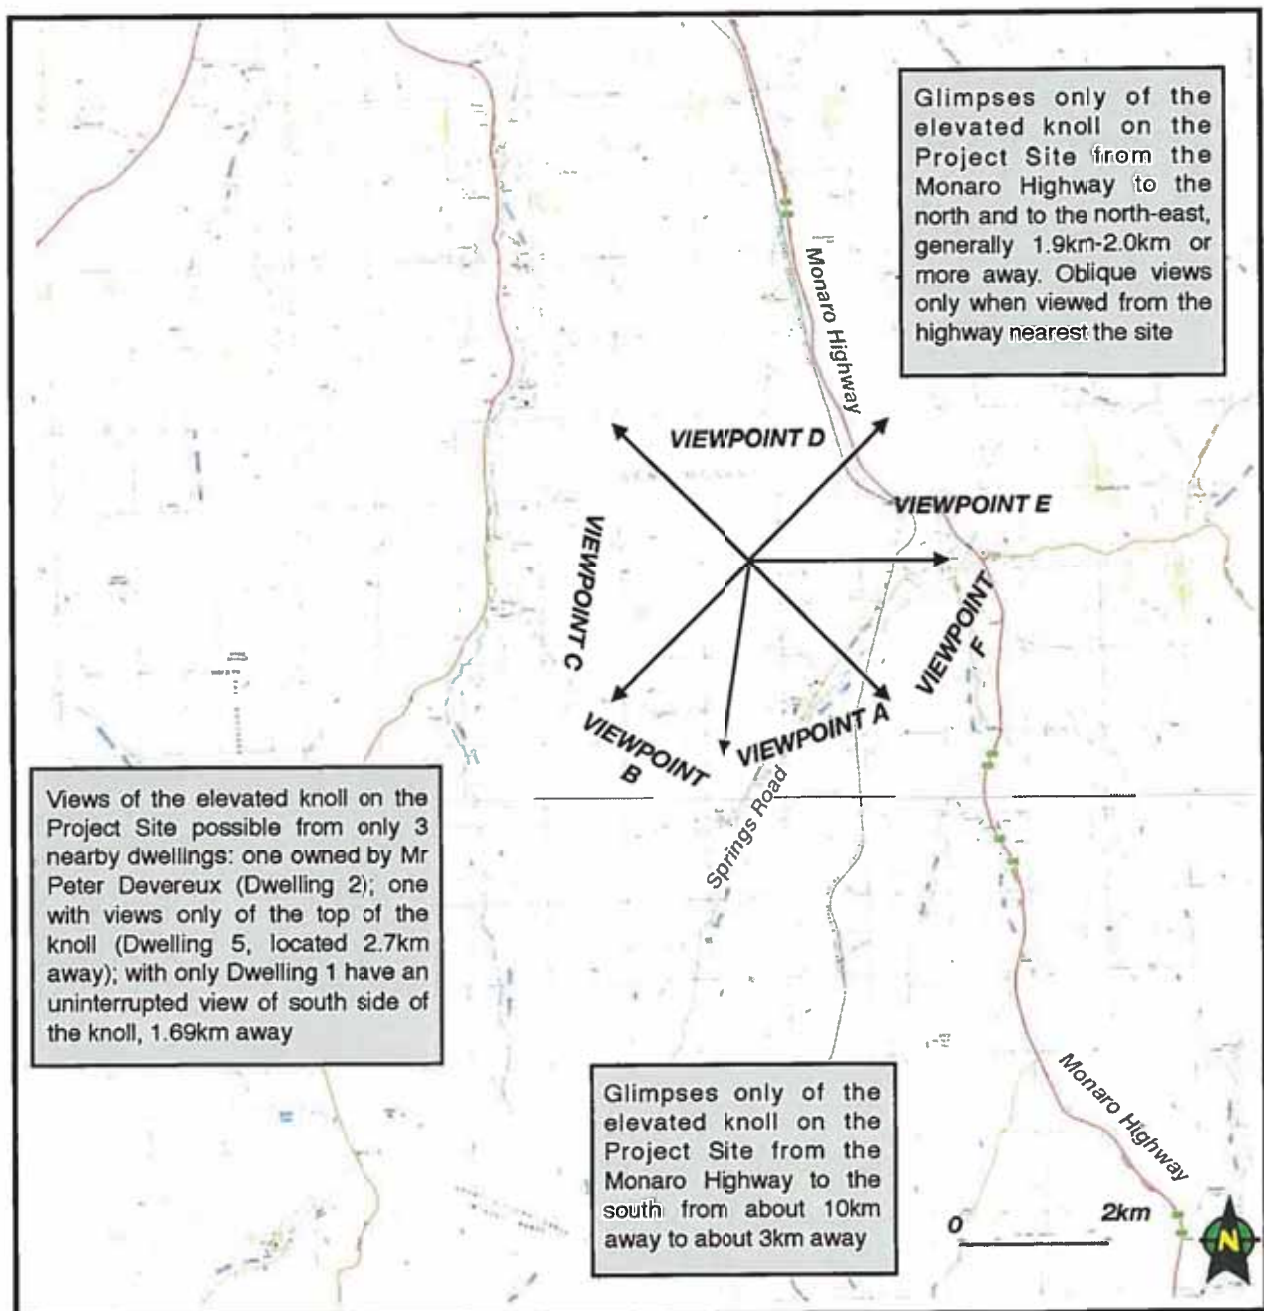 Glimpses only of the
elevated knoll on the
Project Site from the
Monaro Highway to the
north and to the north-east,
generally 1.9km-2.0km or
more away. Oblique views
only when viewed from the
highway nearest the site
Monaro Highway
VIEWPOINT D
VIEWPOINT E
VIEWPOINT C
VIEWPOINT
F
VIEWPOINT A
VIEWPOINT
B
Springs Road
Views of the elevated knoll on the
Project Site possible from only 3
nearby dwellings: one owned by Mr
Peter Devereux (Dwelling 2); one
with views only of the top of the
knoll (Dwelling 5, located 2.7km
away); with only Dwelling 1 have an
uninterrupted view of south side of
the knoll, 1.69km away
Glimpses only of the
elevated knoll on the
Project Site from the
Monaro Highway to the
south from about 10km
away to about 3km away
Monaro Highway
0 2km
N